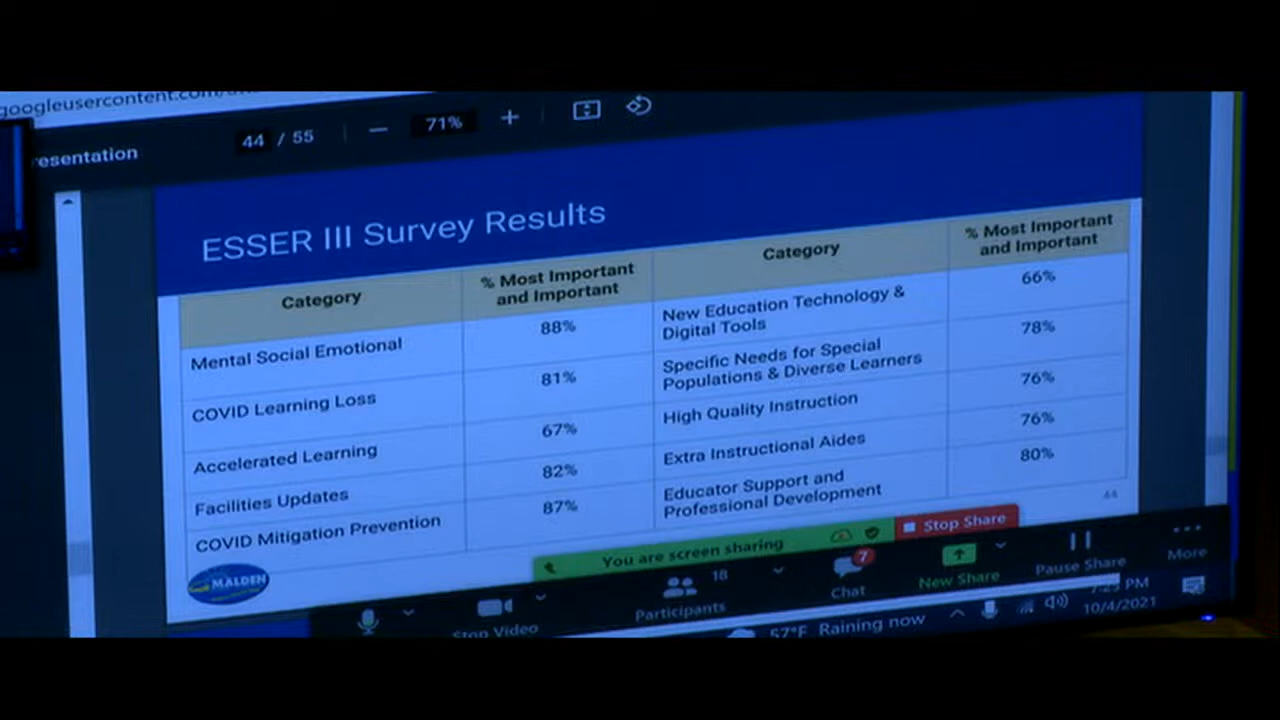 googleusercontent.com/
44 / 55
71%
ESSER III Survey Results
Category
% Most Important
and Important
Category
% Most Important
and Important
Mental Social Emotional
88%
New Education Technology &
Digital Tools
66%
COVID Learning Loss
81%
Specific Needs for Special
Populations & Diverse Learners
78%
Accelerated Learning
67%
High Quality Instruction
76%
Facilities Updates
82%
Extra Instructional Aides
76%
COVID Mitigation Prevention
87%
Educator Support and
Professional Development
80%
44
MALDEN
You are screen sharing
Stop Share
Stop Video
Participants
18
Chat
7
New Share
Pause Share
More
57°F Raining now
PM
10/4/2021